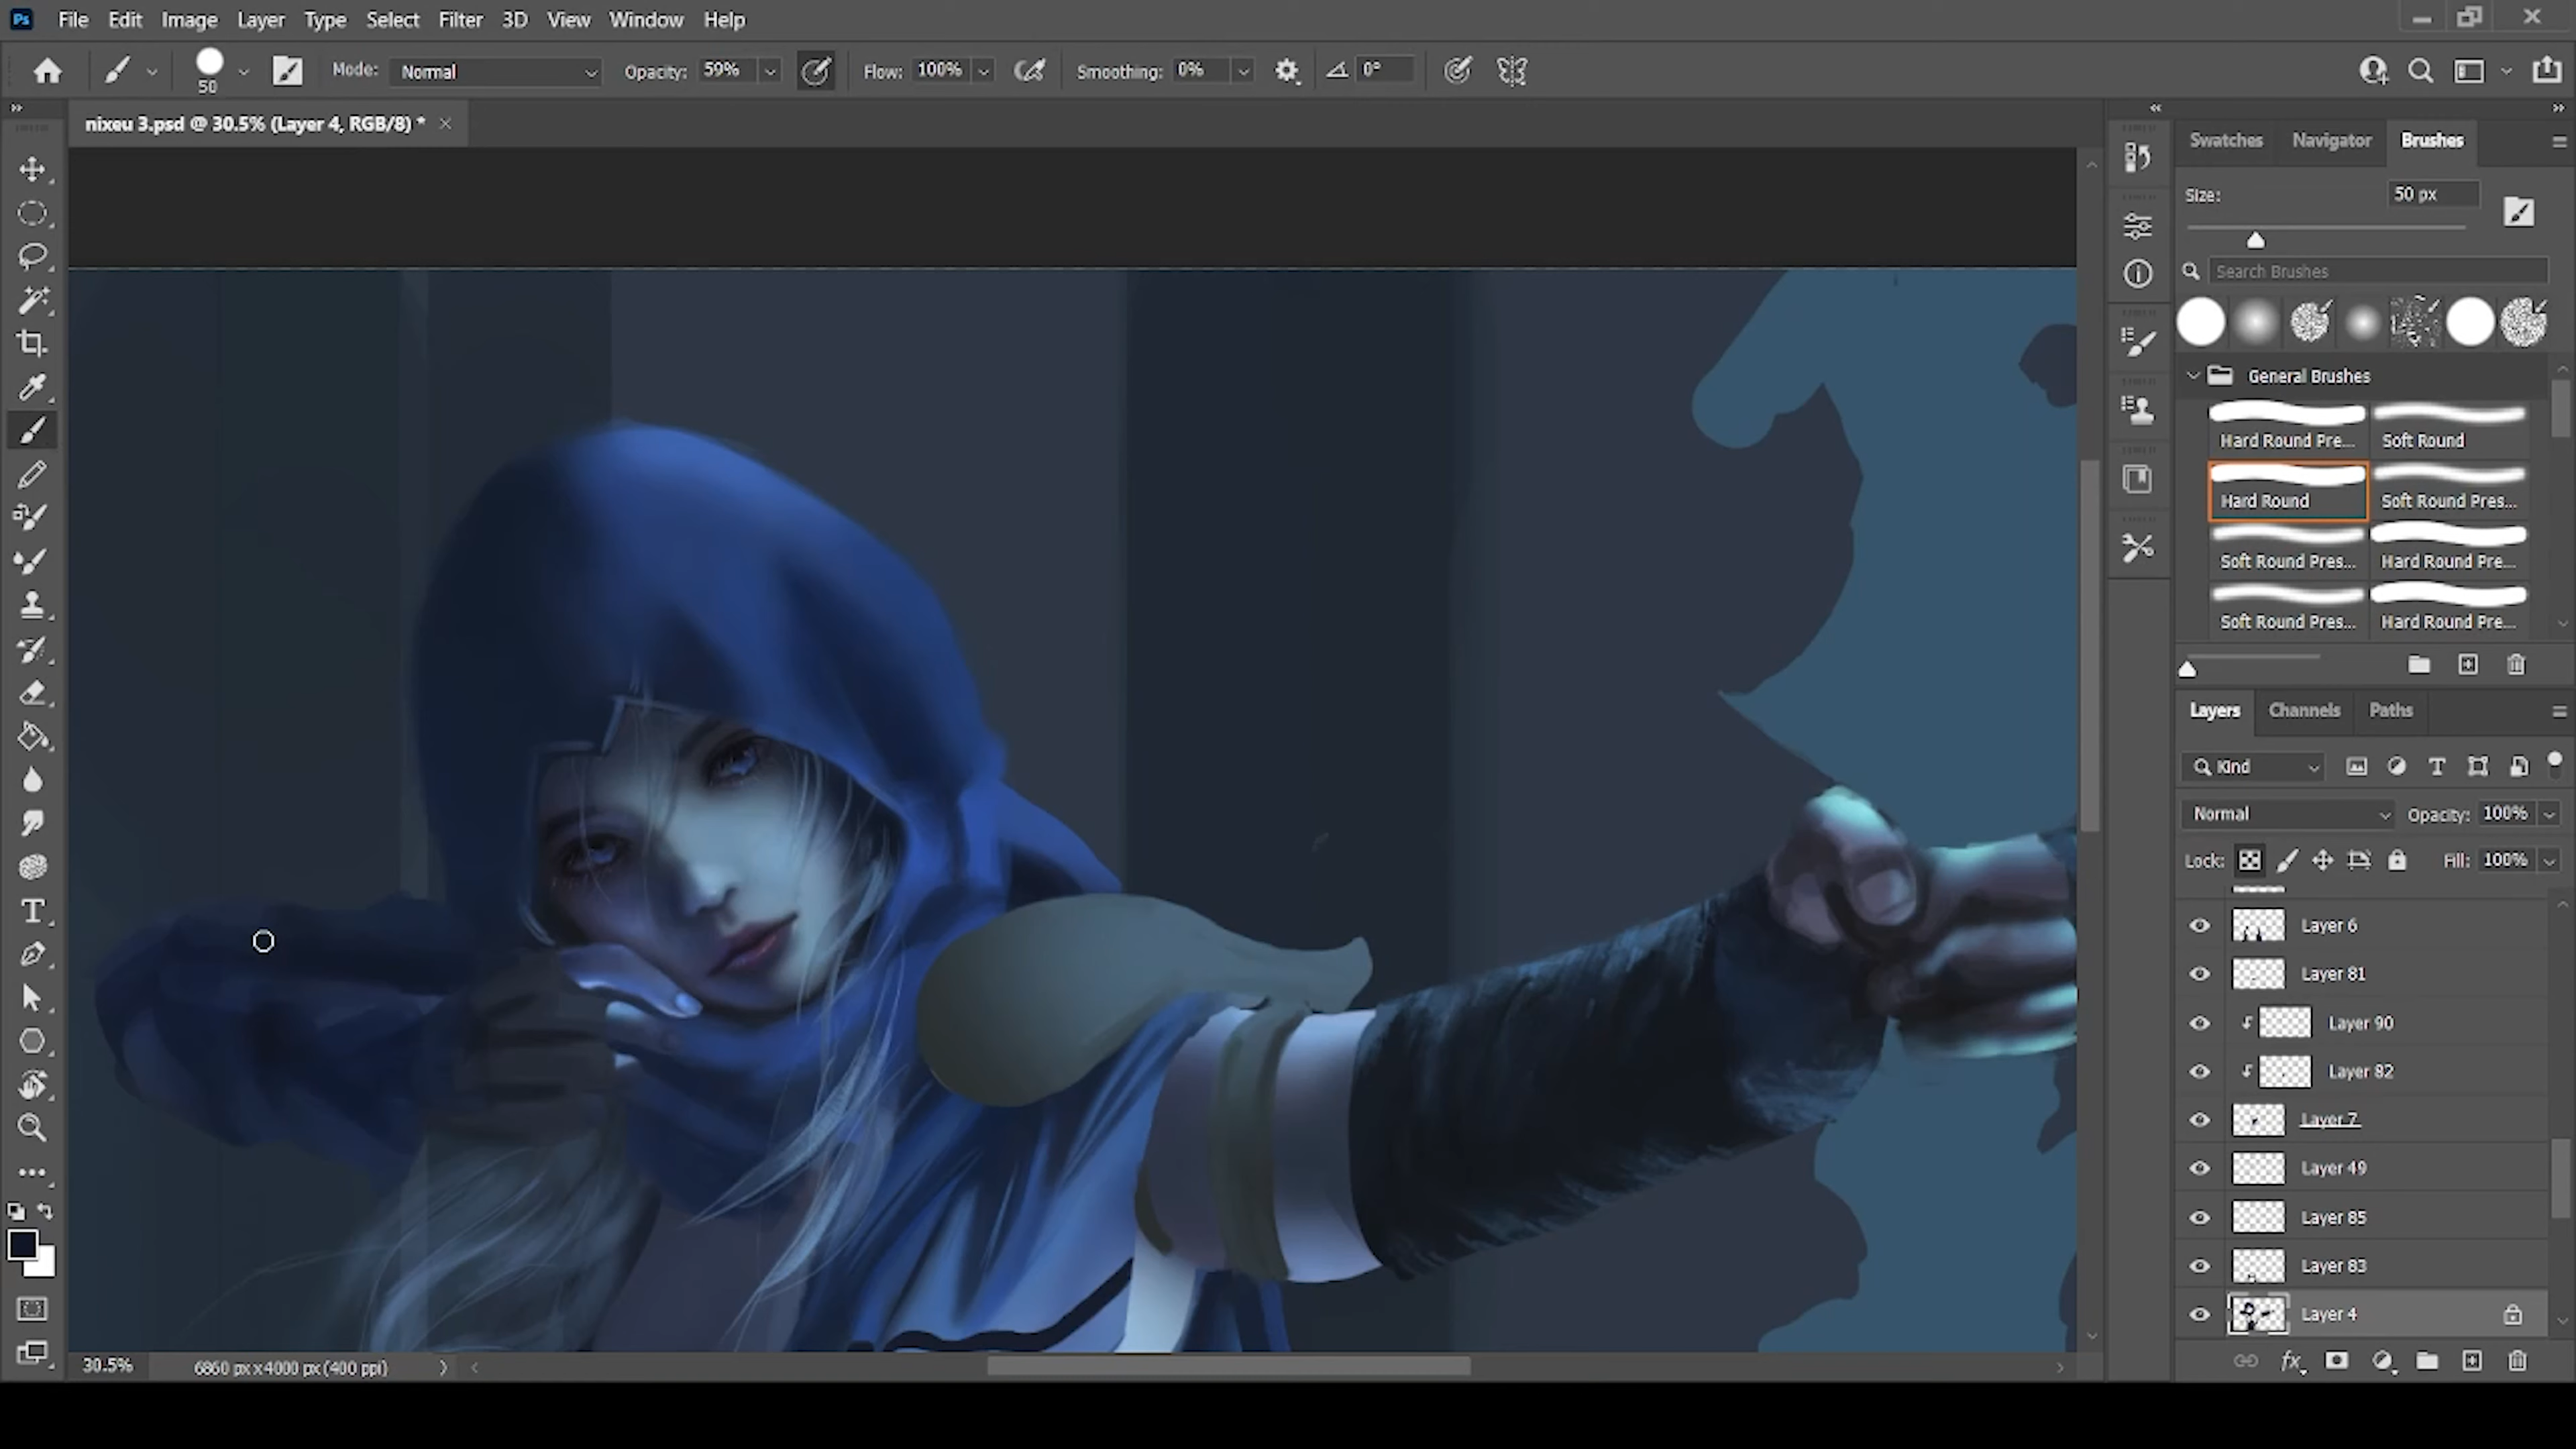 Ps File Edit Image Layer Type Select Filter 3D View Window Help
50 Mode: Normal Opacity: 59% Flow: 100% Smoothing: 0% 0°
nixeu 3.psd @ 30.5% (Layer 4, RGB/8) *
Swatches Navigator Brushes
Size: 50 px
Search Brushes
General Brushes
Hard Round Pre... Soft Round
Hard Round Soft Round Pres...
Soft Round Pres... Hard Round Pre...
Soft Round Pres... Hard Round Pre...
Layers Channels Paths
Kind
Normal Opacity: 100%
Lock: Fill: 100%
Layer 6
Layer 81
Layer 90
Layer 82
Layer 7
Layer 49
Layer 85
Layer 83
Layer 4
30.5% 6860 px x 4000 px (400 ppi)
fx